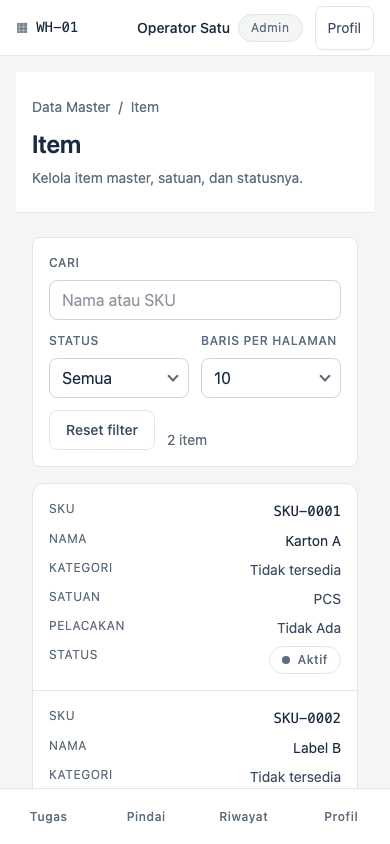 WH-01
Operator Satu
Admin
Profil
Data Master / Item
Item
Kelola item master, satuan, dan statusnya.
CARI
Nama atau SKU
STATUS
BARIS PER HALAMAN
Semua
10
Reset filter
2 item
SKU
SKU-0001
NAMA
Karton A
KATEGORI
Tidak tersedia
SATUAN
PCS
PELACAKAN
Tidak Ada
STATUS
Aktif
SKU
SKU-0002
NAMA
Label B
KATEGORI
Tidak tersedia
Tugas
Pindai
Riwayat
Profil